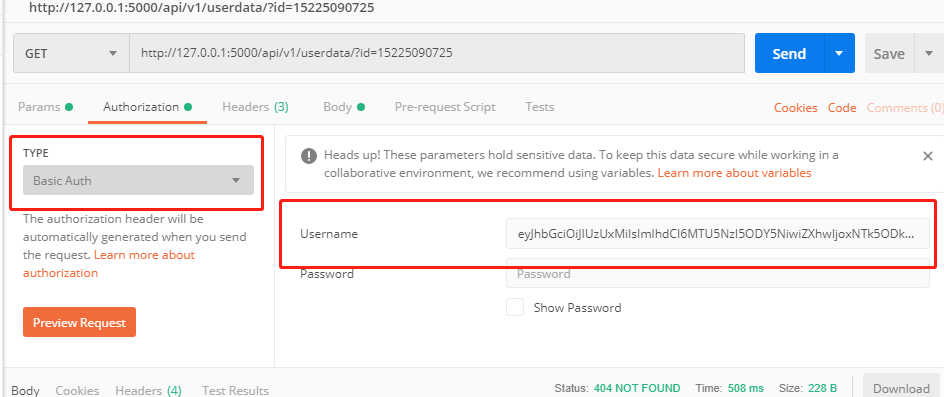 http://127.0.0.1:5000/api/v1/userdata/?id=15225090725
GET http://127.0.0.1:5000/api/v1/userdata/?id=15225090725 Send Save
Params Authorization Headers (3) Body Pre-request Script Tests Cookies Code Comments (0)
TYPE
Basic Auth
The authorization header will be
automatically generated when you send
the request. Learn more about
authorization
Preview Request
Heads up! These parameters hold sensitive data. To keep this data secure while working in a
collaborative environment, we recommend using variables. Learn more about variables
Username eyJhbGciOiJIUzUxMiIsImlhdCI6MTU5NzI5ODY5NiwiZXhwIjoxNTk5ODk...
Password Password
Show Password
Body Cookies Headers (4) Test Results Status: 404 NOT FOUND Time: 508 ms Size: 228 B Download